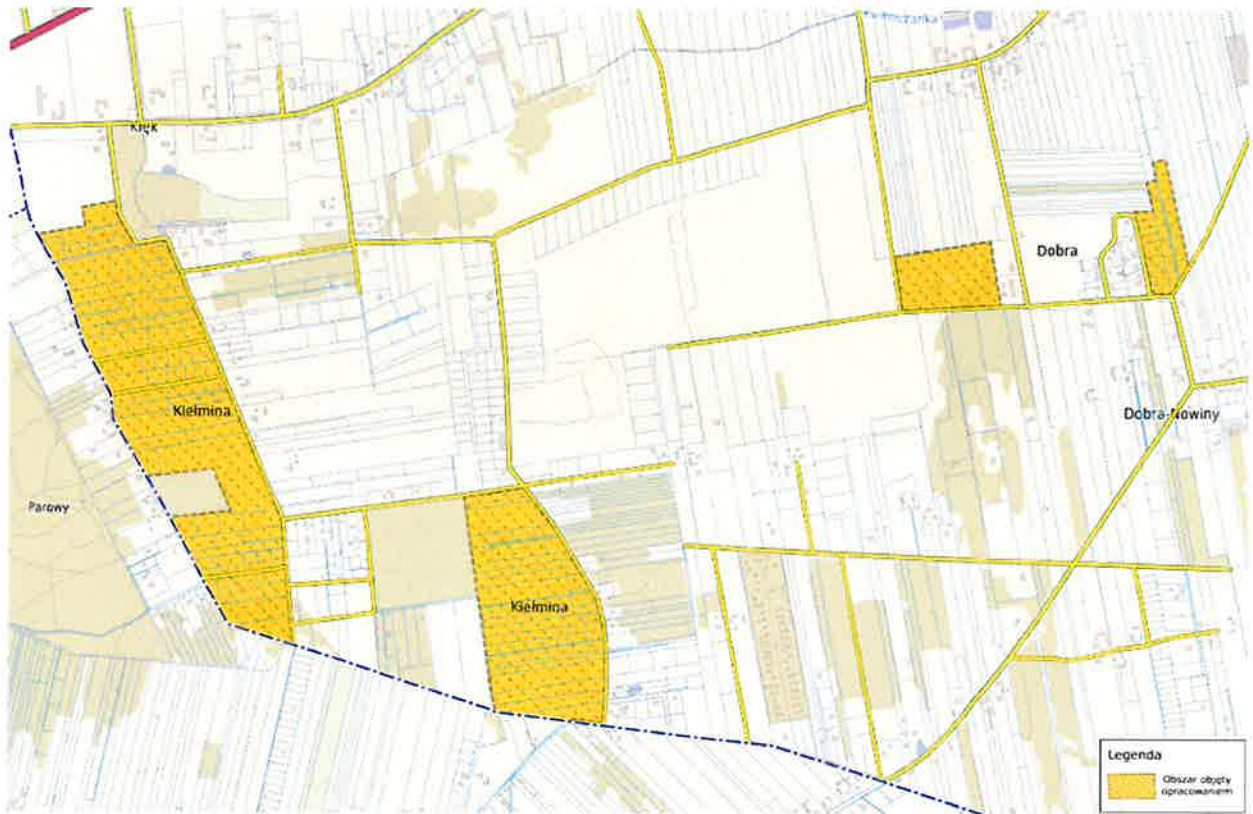 Kiełk
Dobra
Kiełmina
Dobra-Nowiny
Parowy
Kiełmina
Legenda
Obszar objęty
opracowaniem